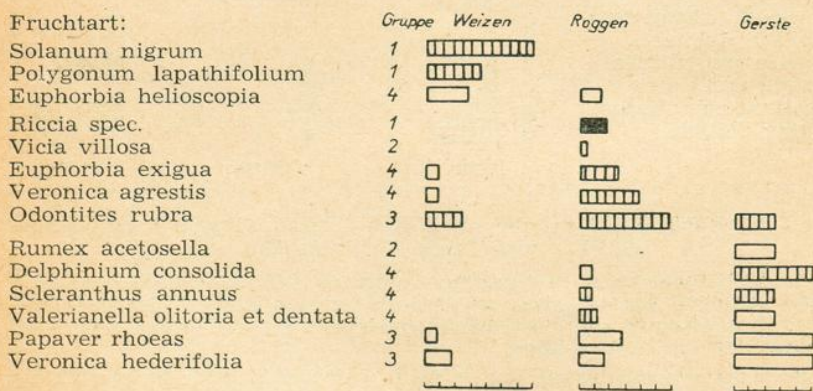 Fruchtart: Gruppe Weizen Roggen Gerste
Solanum nigrum 1
Polygonum lapathifolium 1
Euphorbia helioscopia 4
Riccia spec. 1
Vicia villosa 2
Euphorbia exigua 4
Veronica agrestis 4
Odontites rubra 3
Rumex acetosella 2
Delphinium consolida 4
Scleranthus annuus 4
Valerianella olitoria et dentata 4
Papaver rhoeas 3
Veronica hederifolia 3